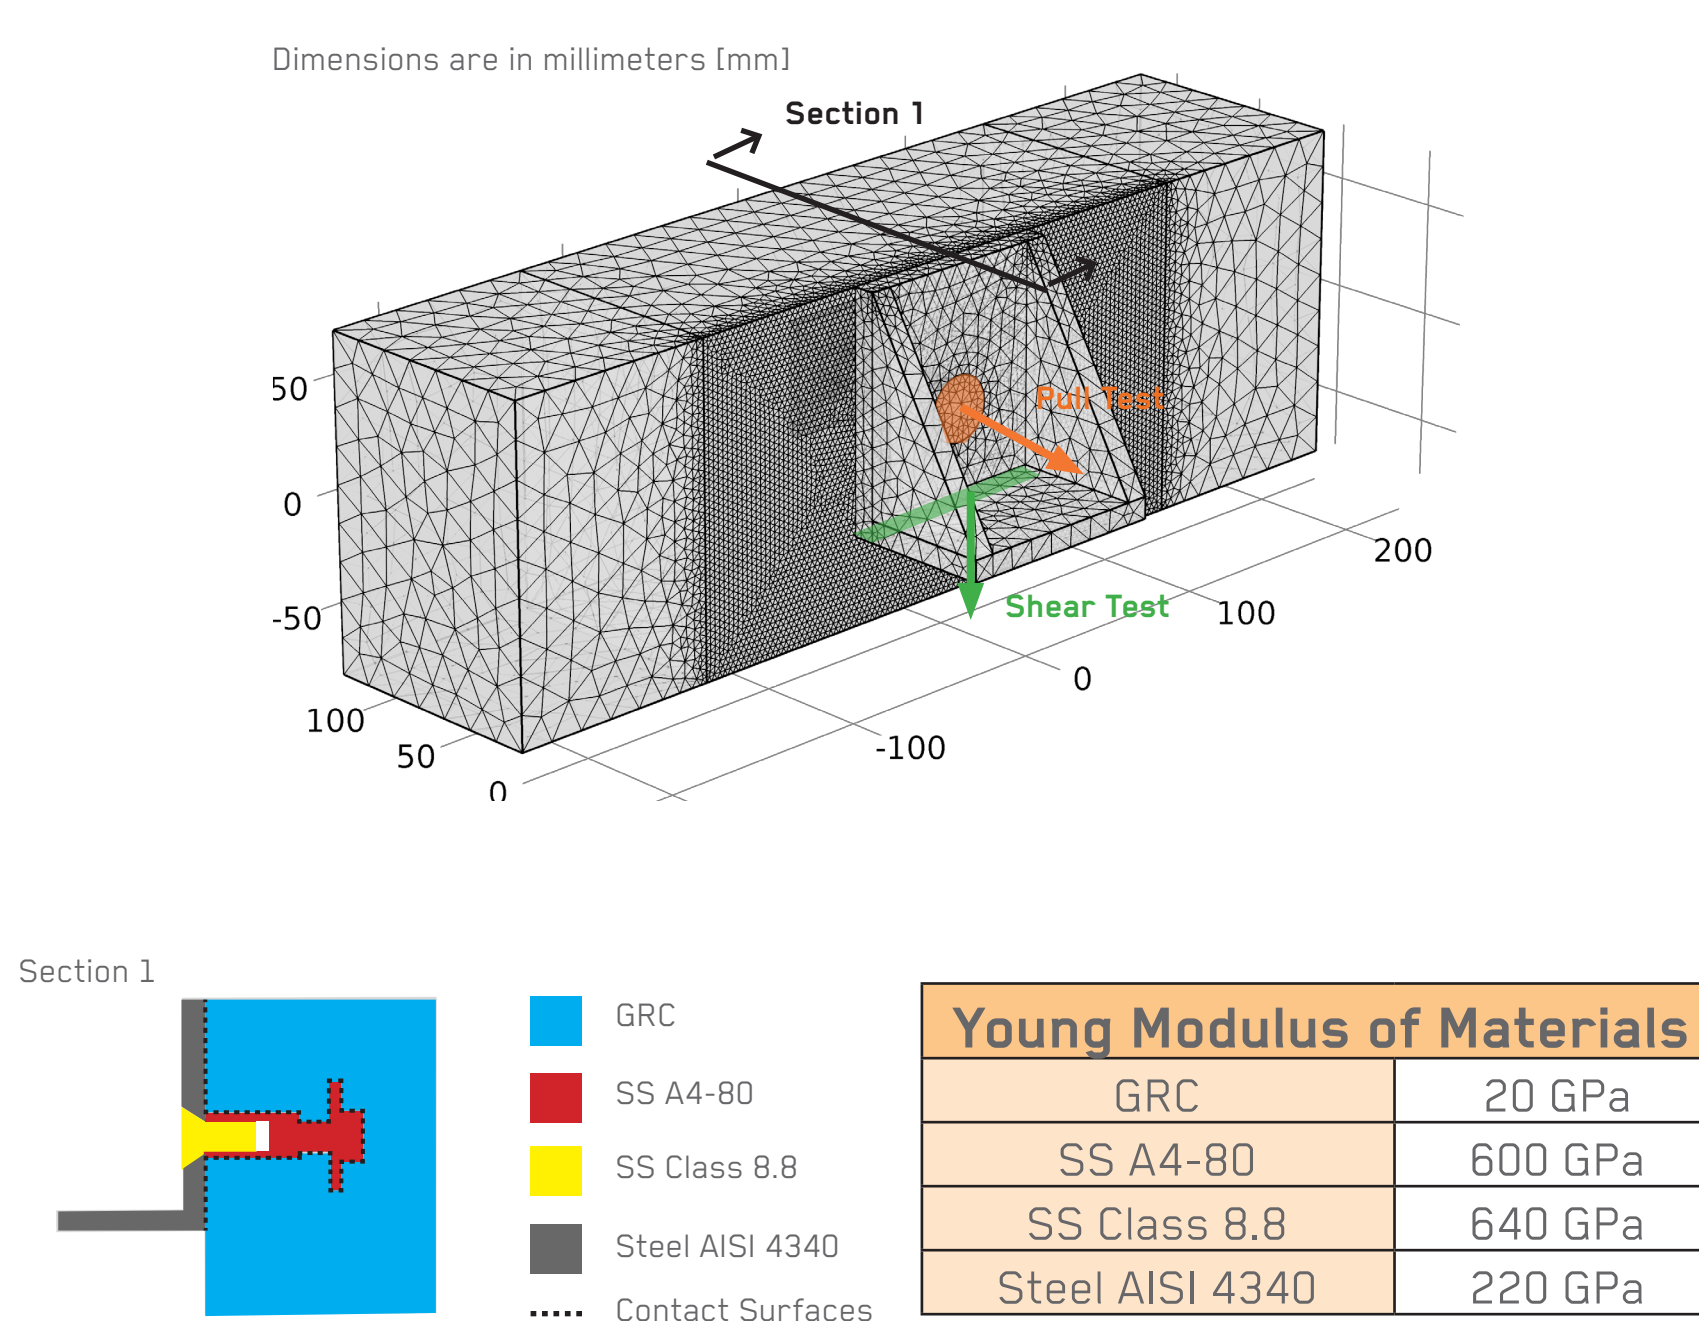 Dimensions are in millimeters [mm]
Section 1
50
0
-50
Pull Test
Shear Test
100
50
0
-100
0
100
200
Section 1
GRC
SS A4-80
SS Class 8.8
Steel AISI 4340
Contact Surfaces
Young Modulus of Materials
GRC 20 GPa
SS A4-80 600 GPa
SS Class 8.8 640 GPa
Steel AISI 4340 220 GPa